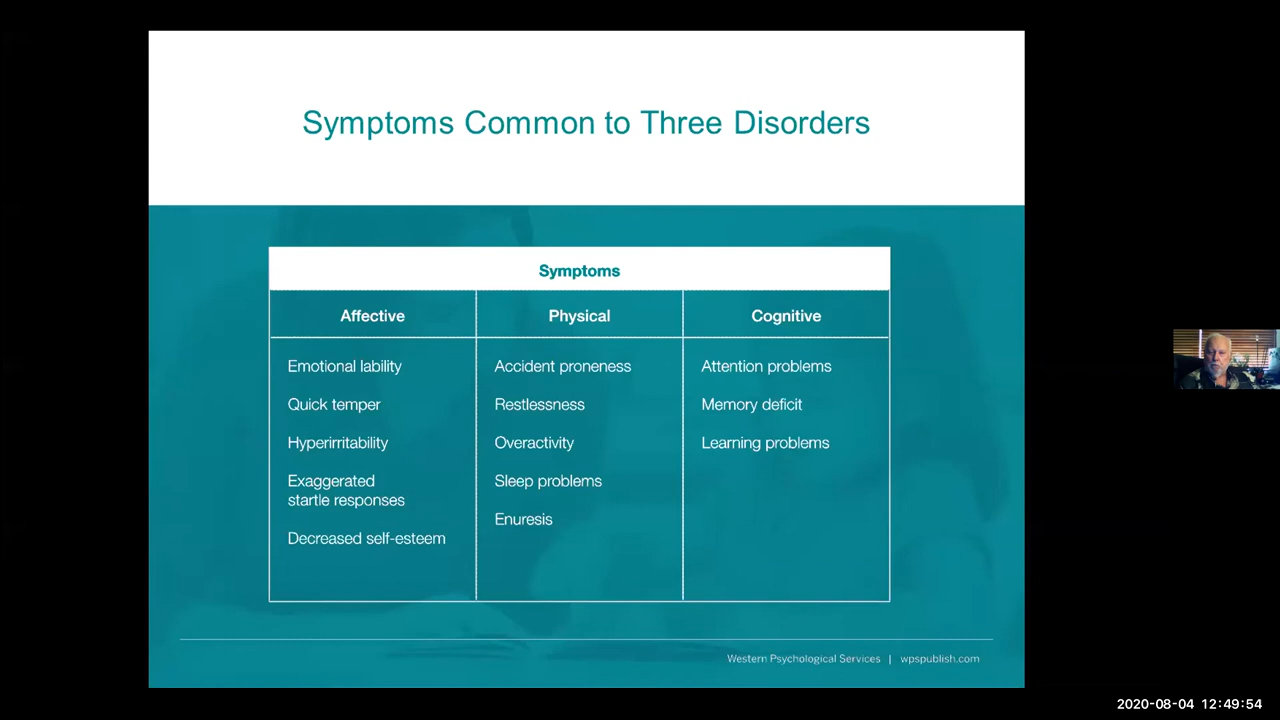 Symptoms Common to Three Disorders
Symptoms
Affective
Physical
Cognitive
Emotional lability
Quick temper
Hyperirritability
Exaggerated
startle responses
Decreased self-esteem
Accident proneness
Restlessness
Overactivity
Sleep problems
Enuresis
Attention problems
Memory deficit
Learning problems
Western Psychological Services | wpspublish.com
2020-08-04 12:49:54